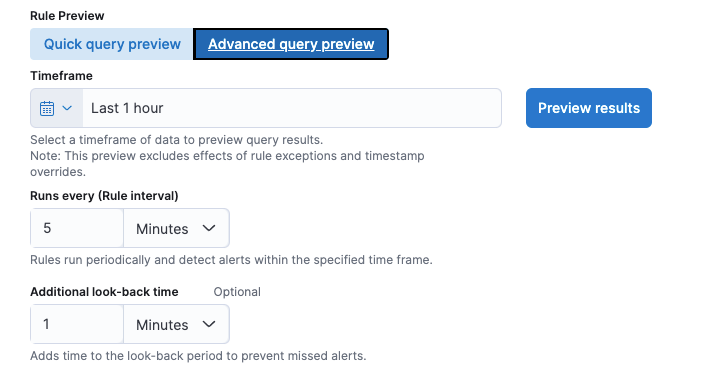 Rule Preview
Quick query preview
Advanced query preview
Timeframe
Last 1 hour
Preview results
Select a timeframe of data to preview query results.
Note: This preview excludes effects of rule exceptions and timestamp
overrides.
Runs every (Rule interval)
5
Minutes
Rules run periodically and detect alerts within the specified time frame.
Additional look-back time
Optional
1
Minutes
Adds time to the look-back period to prevent missed alerts.